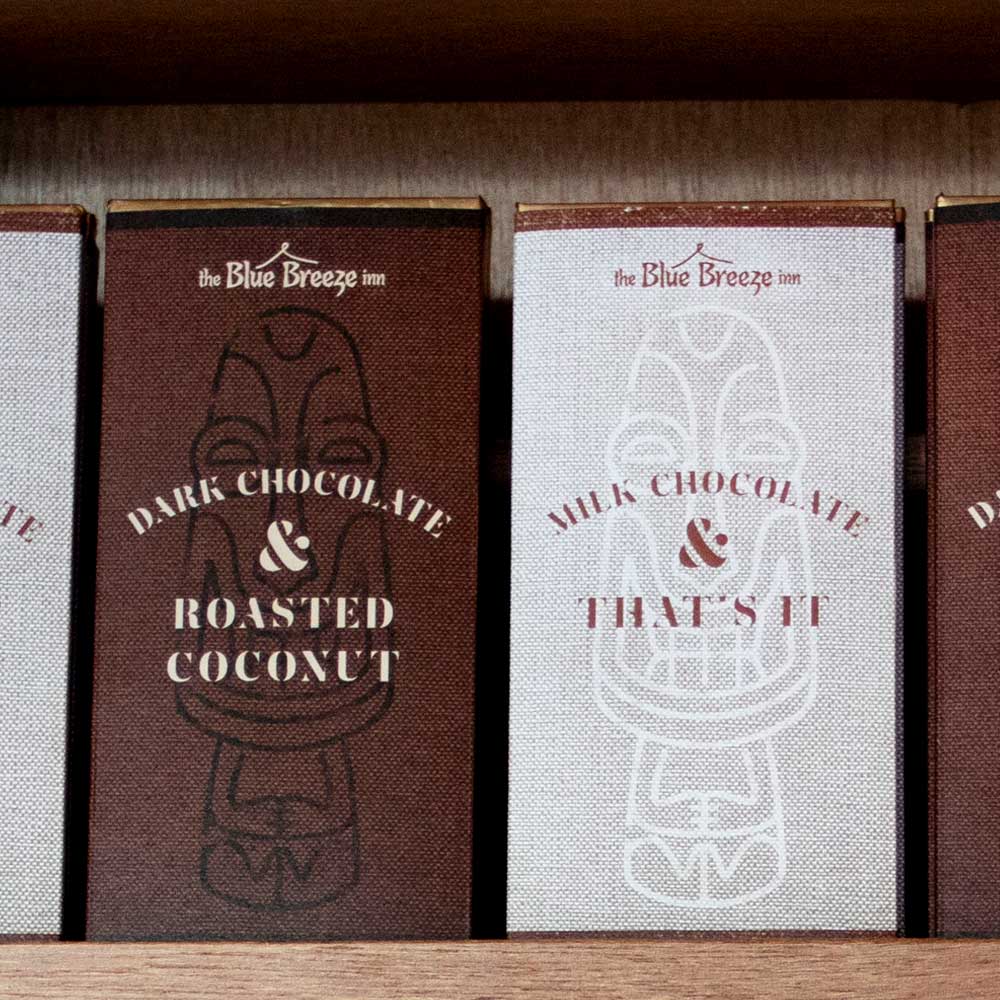 the Blue Breeze inn
DARK CHOCOLATE
&
ROASTED
COCONUT
the Blue Breeze inn
MILK CHOCOLATE
&
THAT'S IT